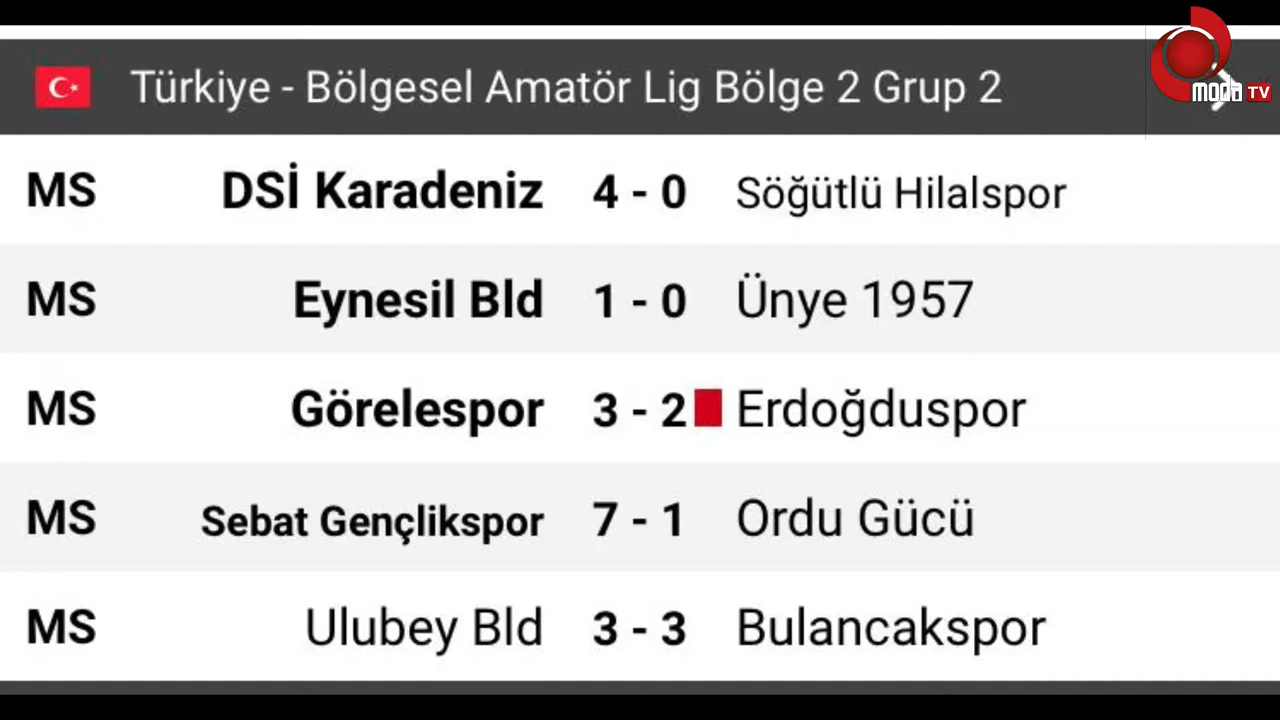 Türkiye - Bölgesel Amatör Lig Bölge 2 Grup 2
MODA TV
MS DSİ Karadeniz 4 - 0 Söğütlü Hilalspor
MS Eynesil Bld 1 - 0 Ünye 1957
MS Görelespor 3 - 2 Erdoğduspor
MS Sebat Gençlikspor 7 - 1 Ordu Gücü
MS Ulubey Bld 3 - 3 Bulancakspor